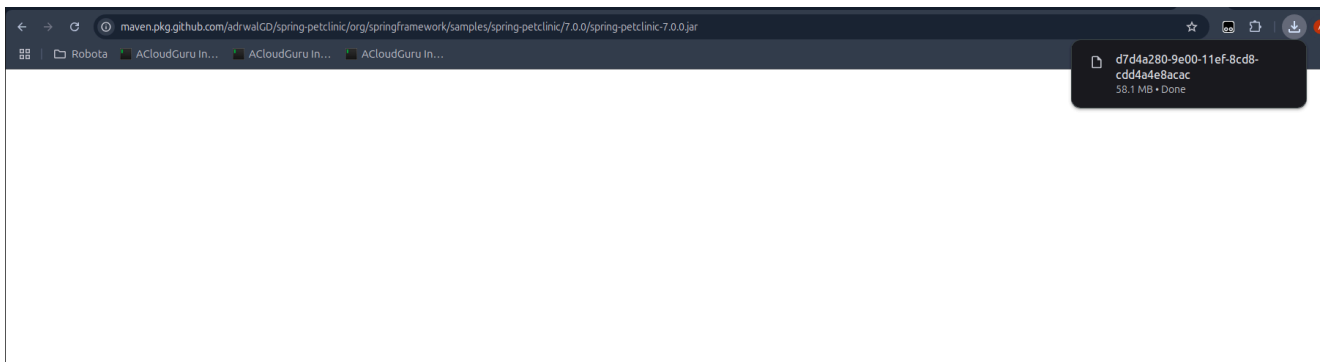 maven.pkg.github.com/adrwalGD/spring-petclinic/org/springframework/samples/spring-petclinic/7.0.0/spring-petclinic-7.0.0.jar
Robota ACloudGuru In... ACloudGuru In... ACloudGuru In...
d7d4a280-9e00-11ef-8cd8-
cdd4a4e8acac
58.1 MB • Done